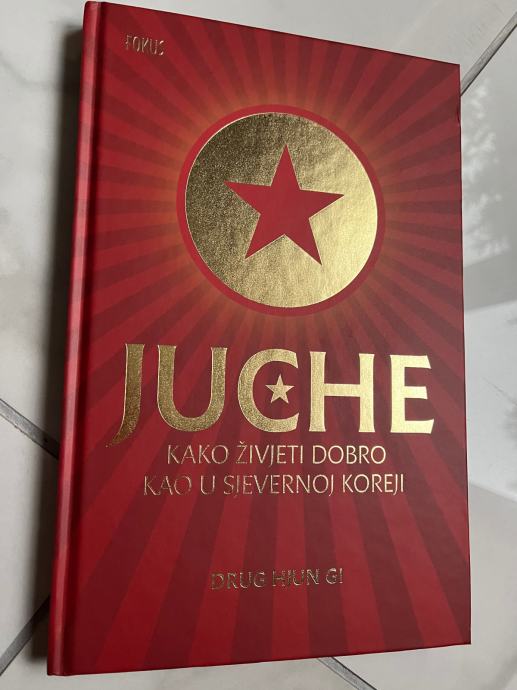 FOKUS
JUCHE
KAKO ŽIVJETI DOBRO
KAO U SJEVERNOJ KOREJI
DRUG HJUN GI